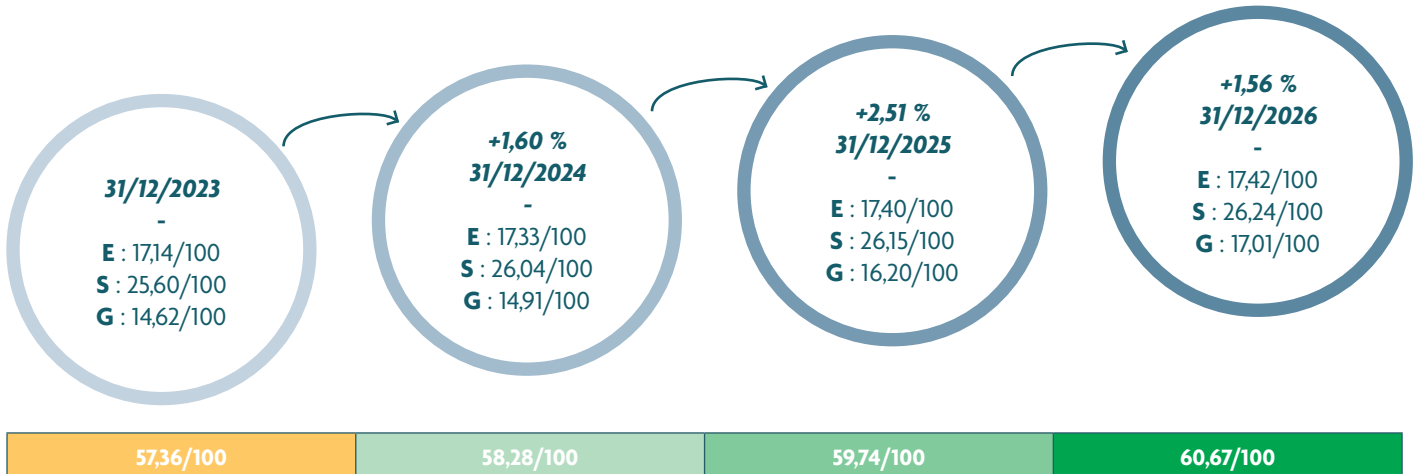 31/12/2023
-
E : 17,14/100
S : 25,60/100
G : 14,62/100
+1,60 %
31/12/2024
-
E : 17,33/100
S : 26,04/100
G : 14,91/100
+2,51 %
31/12/2025
-
E : 17,40/100
S : 26,15/100
G : 16,20/100
+1,56 %
31/12/2026
-
E : 17,42/100
S : 26,24/100
G : 17,01/100
57,36/100
58,28/100
59,74/100
60,67/100